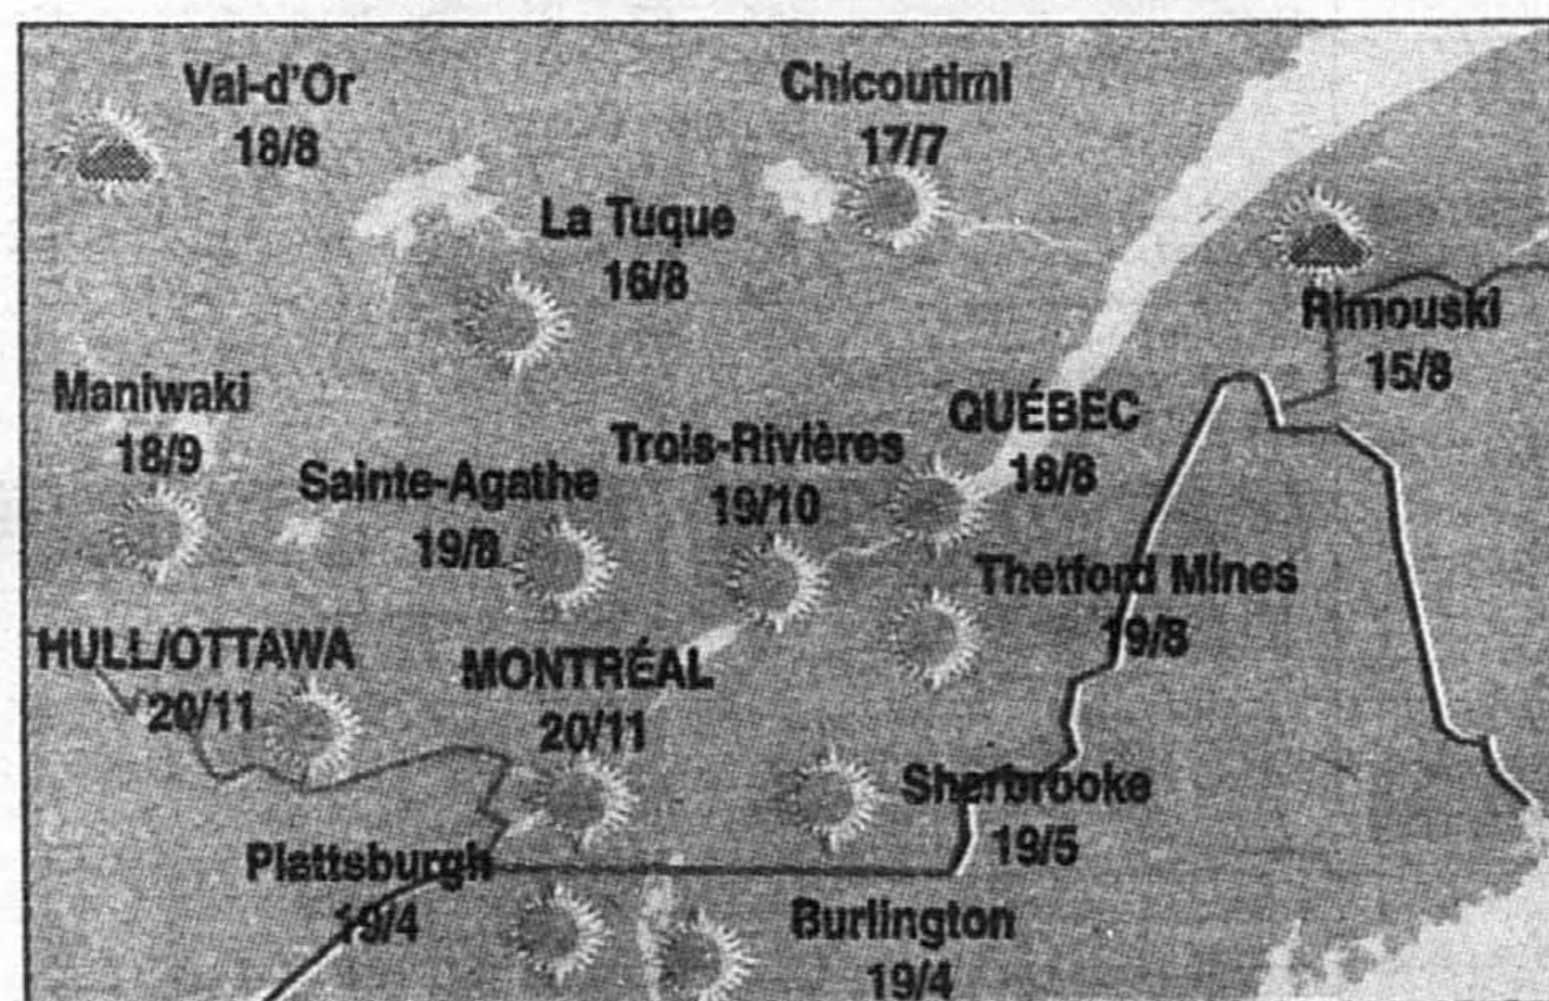 Val-d'Or
18/8
Chicoutimi
17/7
La Tuque
16/8
Rimouski
15/8
Maniwaki
18/9
Sainte-Agathe
19/8
Trois-Rivières
19/10
QUÉBEC
18/8
Thetford Mines
19/8
HULL/OTTAWA
20/11
MONTRÉAL
20/11
Sherbrooke
19/5
Plattsburgh
19/4
Burlington
19/4